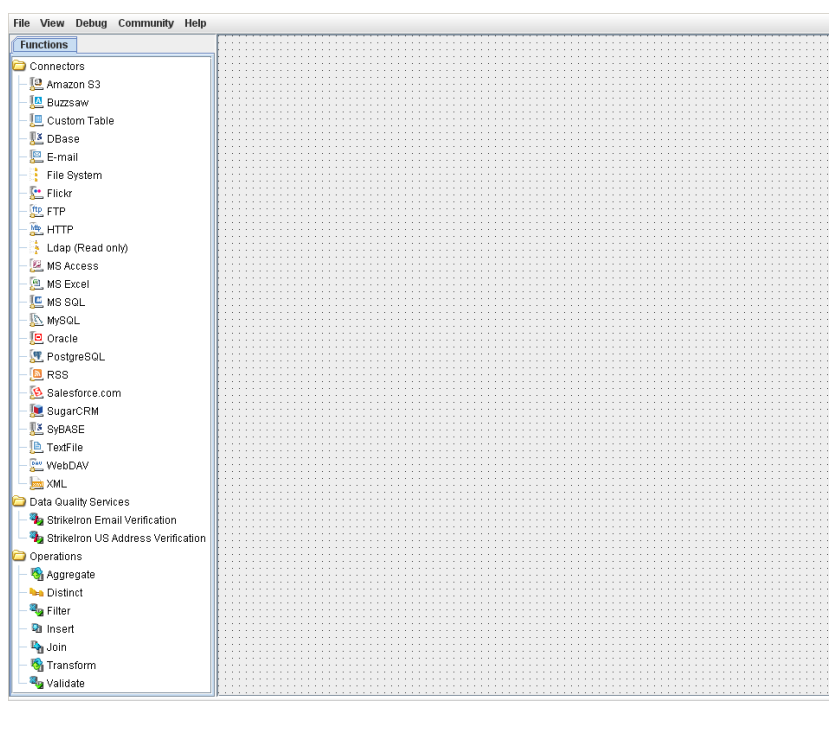 File View Debug Community Help
Functions
Connectors
Amazon S3
Buzzsaw
Custom Table
DBase
E-mail
File System
Flickr
FTP
HTTP
Ldap (Read only)
MS Access
MS Excel
MS SQL
MySQL
Oracle
PostgreSQL
RSS
Salesforce.com
SugarCRM
SyBASE
TextFile
WebDAV
XML
Data Quality Services
StrikeIron Email Verification
StrikeIron US Address Verification
Operations
Aggregate
Distinct
Filter
Insert
Join
Transform
Validate